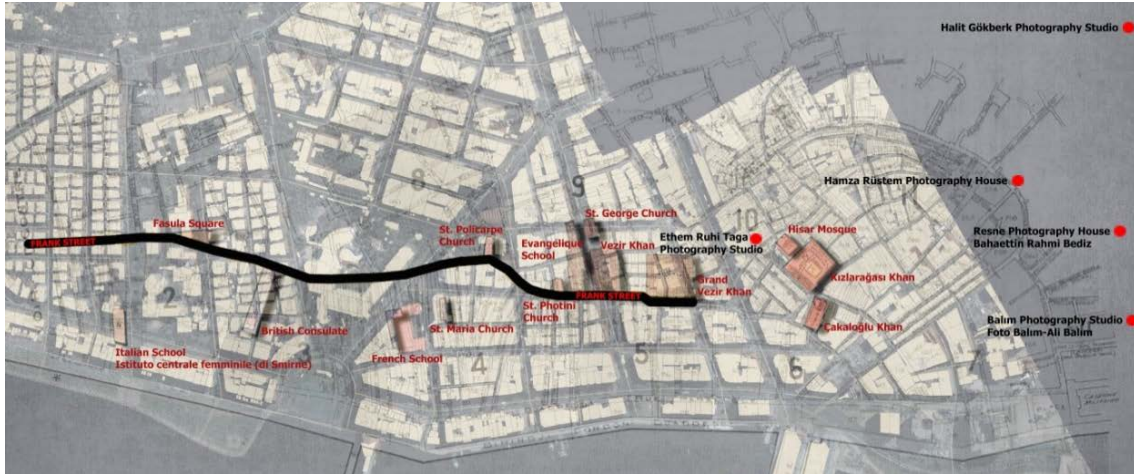 Halit Gökberk Photography Studio
8
9
10
Hamza Rüstem Photography House
St. George Church
Fasula Square
St. Policarpe
Church
Evangélique
School
Vezir Khan
Ethem Ruhi Taga
Photography Studio
Hisar Mosque
Resne Photography House
Bahaettin Rahmi Bediz
FRANK STREET
Kızlarağası Khan
Grand
Vezir Khan
2
FRANK STREET
St. Photini
Church
British Consulate
St. Maria Church
Çakaloğlu Khan
Balım Photography Studio
Foto Balım-Ali Balım
3
Italian School
Istituto centrale femminile (di Smirne)
French School
4
5
6
7